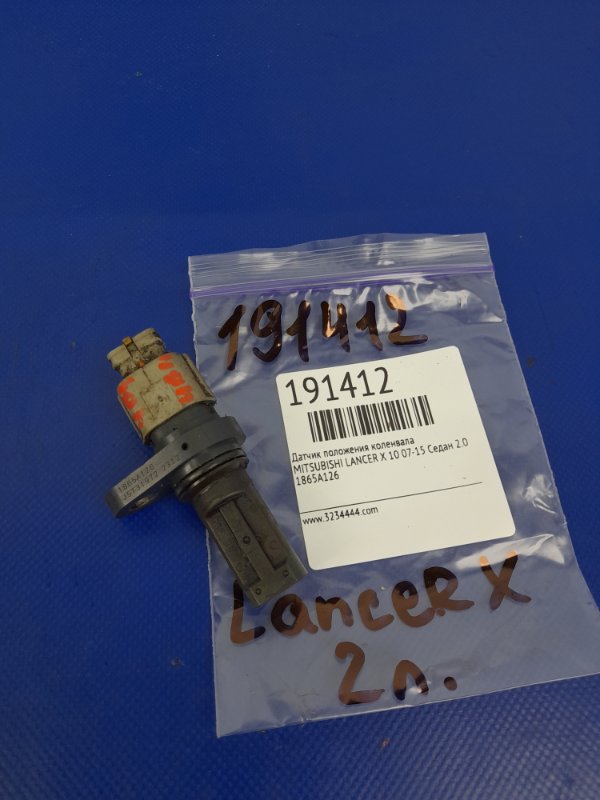 191412
191412
Датчик положения коленвала
MITSUBISHI LANCER X 10 07-15 Седан 2.0
1865A126
www.3234444.com
1865A126
LanceR X
2л.